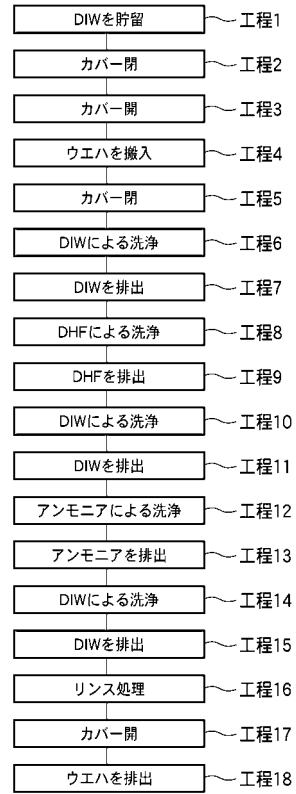 DIWを貯留 工程1
カバー閉 工程2
カバー開 工程3
ウエハを搬入 工程4
カバー閉 工程5
DIWによる洗浄 工程6
DIWを排出 工程7
DHFによる洗浄 工程8
DHFを排出 工程9
DIWによる洗浄 工程10
DIWを排出 工程11
アンモニアによる洗浄 工程12
アンモニアを排出 工程13
DIWによる洗浄 工程14
DIWを排出 工程15
リンス処理 工程16
カバー開 工程17
ウエハを排出 工程18